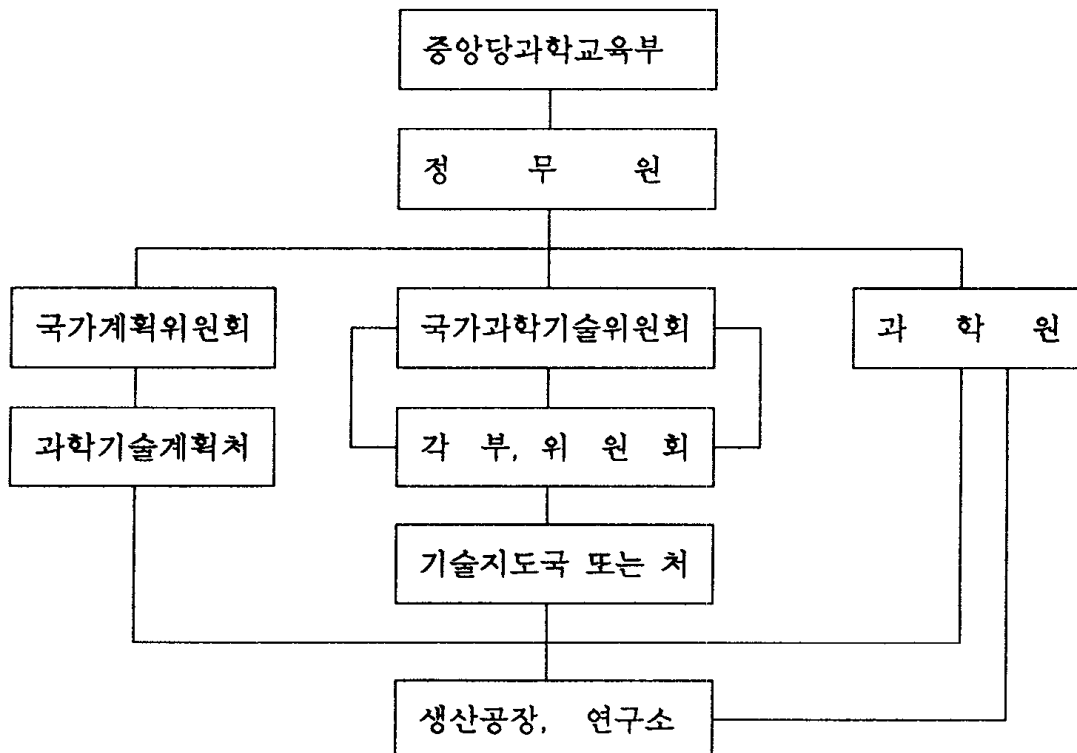 중앙당과학교육부
정 무 원
국가계획위원회
국가과학기술위원회
과 학 원
과학기술계획처
각 부, 위 원 회
기술지도국 또는 처
생산공장, 연구소